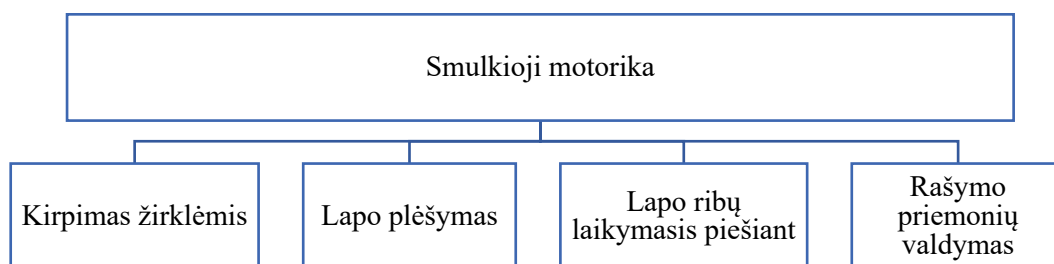 Smulkioji motorika
Kirpimas žirklėmis
Lapo plėšymas
Lapo ribų
laikymasis piešiant
Rašymo
priemonių
valdymas